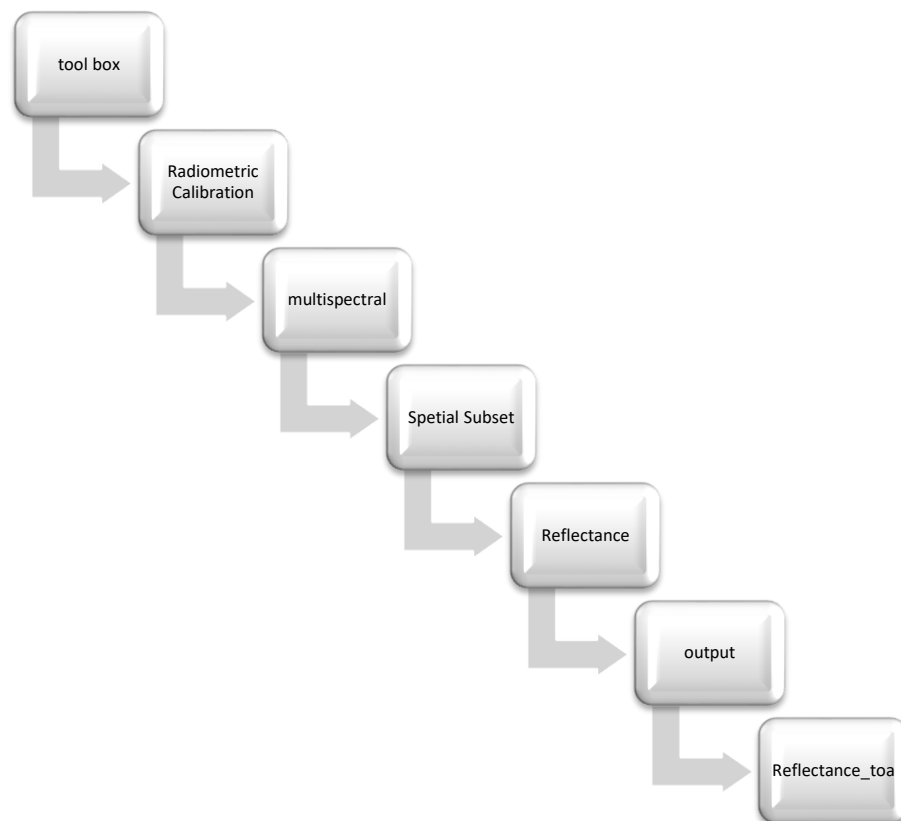 tool box
Radiometric
Calibration
multispectral
Spetial Subset
Reflectance
output
Reflectance_toa